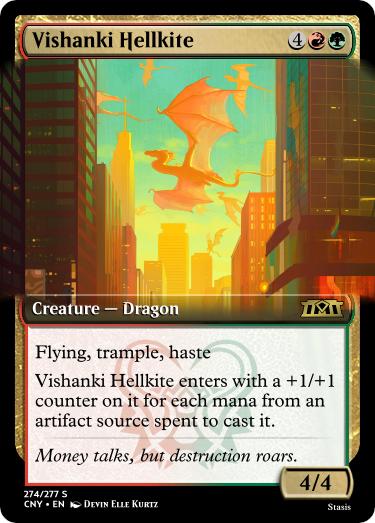 Vishanki Hellkite 4
Creature — Dragon
Flying, trample, haste
Vishanki Hellkite enters with a +1/+1
counter on it for each mana from an
artifact source spent to cast it.
Money talks, but destruction roars.
4/4
274/277 S
CNY • EN Devin Elle Kurtz
Stasis